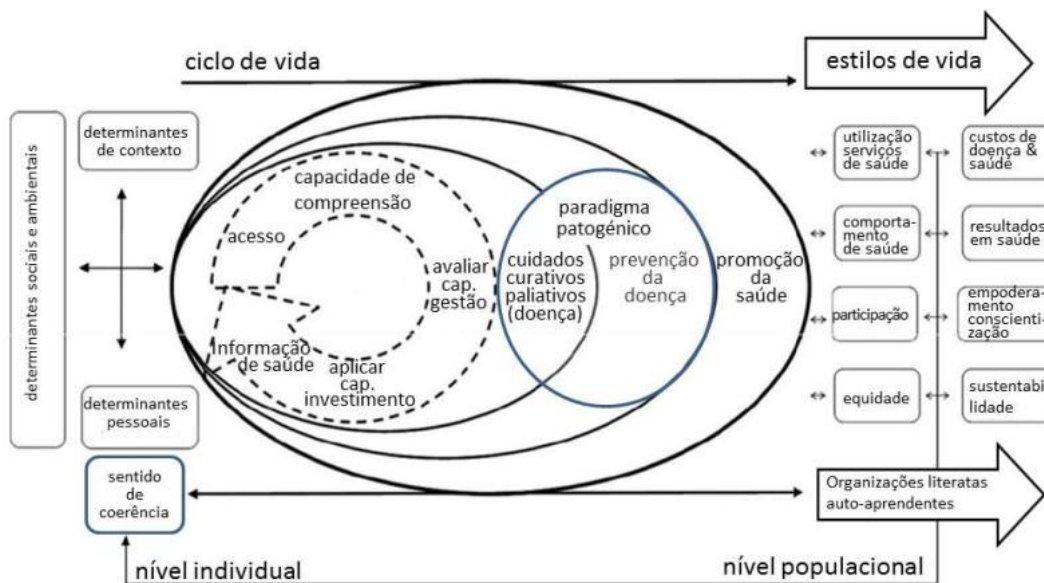 ciclo de vida
estilos de vida
determinantes sociais e ambientais
determinantes
de contexto
determinantes
pessoais
sentido
de
coerência
capacidade de
compreensão
acesso
avaliar
cap.
gestão
Informação
de saúde
aplicar
cap.
investimento
paradigma
patogénico
cuidados
curativos
paliativos
(doença)
prevenção
da
doença
promoção
da
saúde
utilização
serviços
de saúde
custos de
doença &
saúde
comporta-
mento
de saúde
resultados
em saúde
participação
empodera-
mento
conscienti-
zação
equidade
sustentabi
lidade
Organizações literatas
auto-aprendentes
nível individual
nível populacional